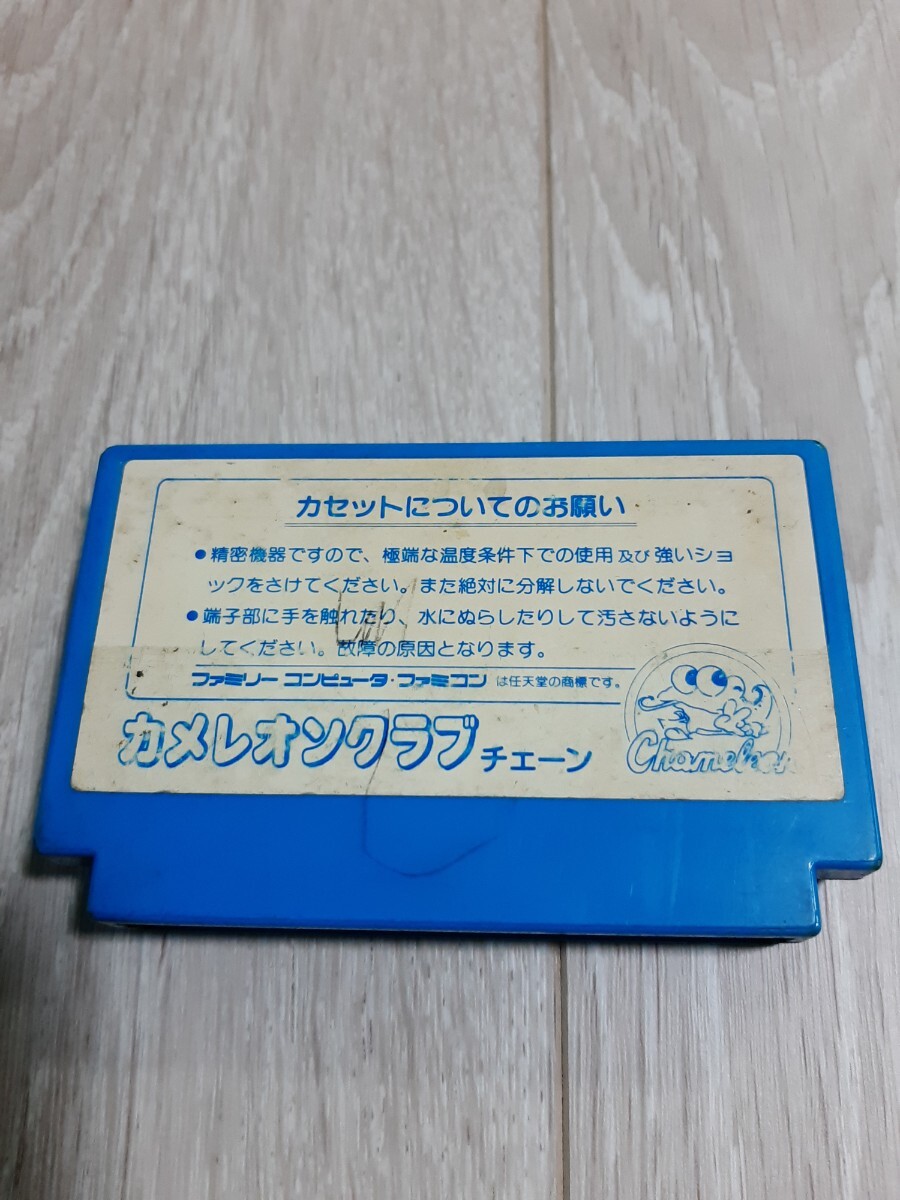 カセットについてのお願い
●精密機器ですので、極端な温度条件下での使用及び強いショ
ックをさけてください。また絶対に分解しないでください。
●端子部に手を触れたり、水にぬらしたりして汚さないように
してください。故障の原因となります。
ファミリーコンピュータ・ファミコンは任天堂の商標です。
カメレオンクラブチェーン
Chameleon